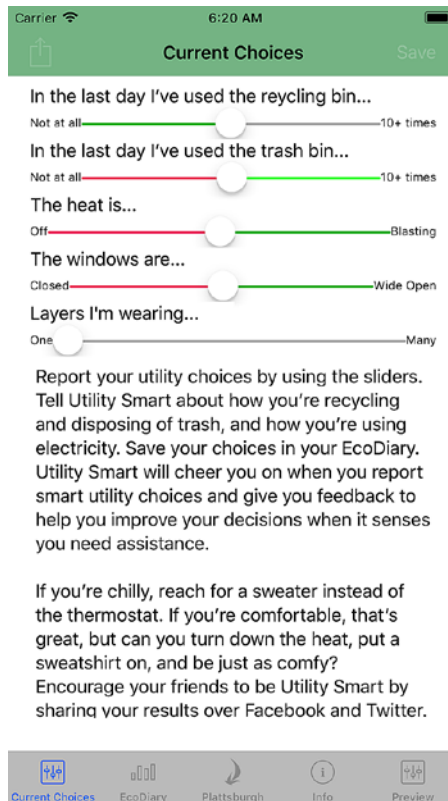 Carrier 6:20 AM
Current Choices Save
In the last day I've used the reycling bin...
Not at all 10+ times
In the last day I've used the trash bin...
Not at all 10+ times
The heat is...
Off Blasting
The windows are...
Closed Wide Open
Layers I'm wearing...
One Many
Report your utility choices by using the sliders.
Tell Utility Smart about how you're recycling
and disposing of trash, and how you're using
electricity. Save your choices in your EcoDiary.
Utility Smart will cheer you on when you report
smart utility choices and give you feedback to
help you improve your decisions when it senses
you need assistance.
If you're chilly, reach for a sweater instead of
the thermostat. If you're comfortable, that's
great, but can you turn down the heat, put a
sweatshirt on, and be just as comfy?
Encourage your friends to be Utility Smart by
sharing your results over Facebook and Twitter.
Current Choices EcoDiary Plattsburgh Info Preview